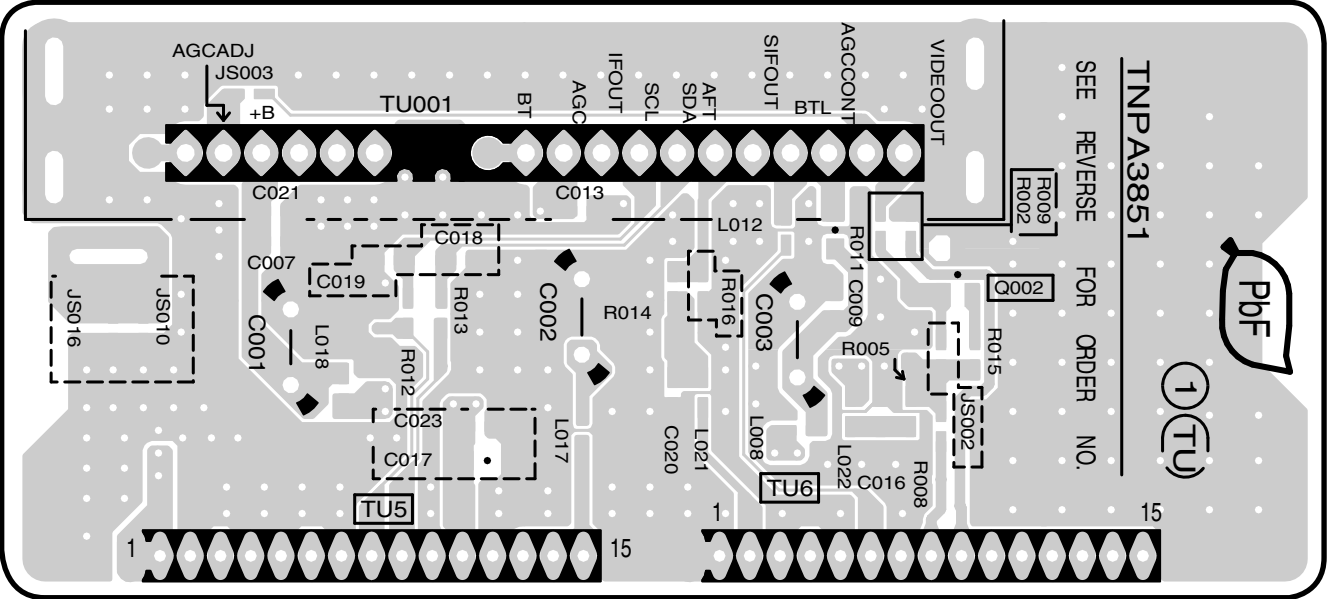 AGCADJ
JS003
+B
TU001
BT
AGC
IFOUT
SCL
SDA
AFT
SIFOUT
BTL
AGCCONT
VIDEOOUT
SEE REVERSE FOR ORDER NO.
TNPA3851
C021
C013
R009
R002
L012
C018
C007
C019
R011
C009
Q002
JS016
JS010
C001
L018
R013
C002
R014
R016
C003
R005
R015
PbF
R012
C023
C017
L017
C020
L021
L008
L022
C016
R008
JS002
1
TU
TU5
TU6
1
15
1
15